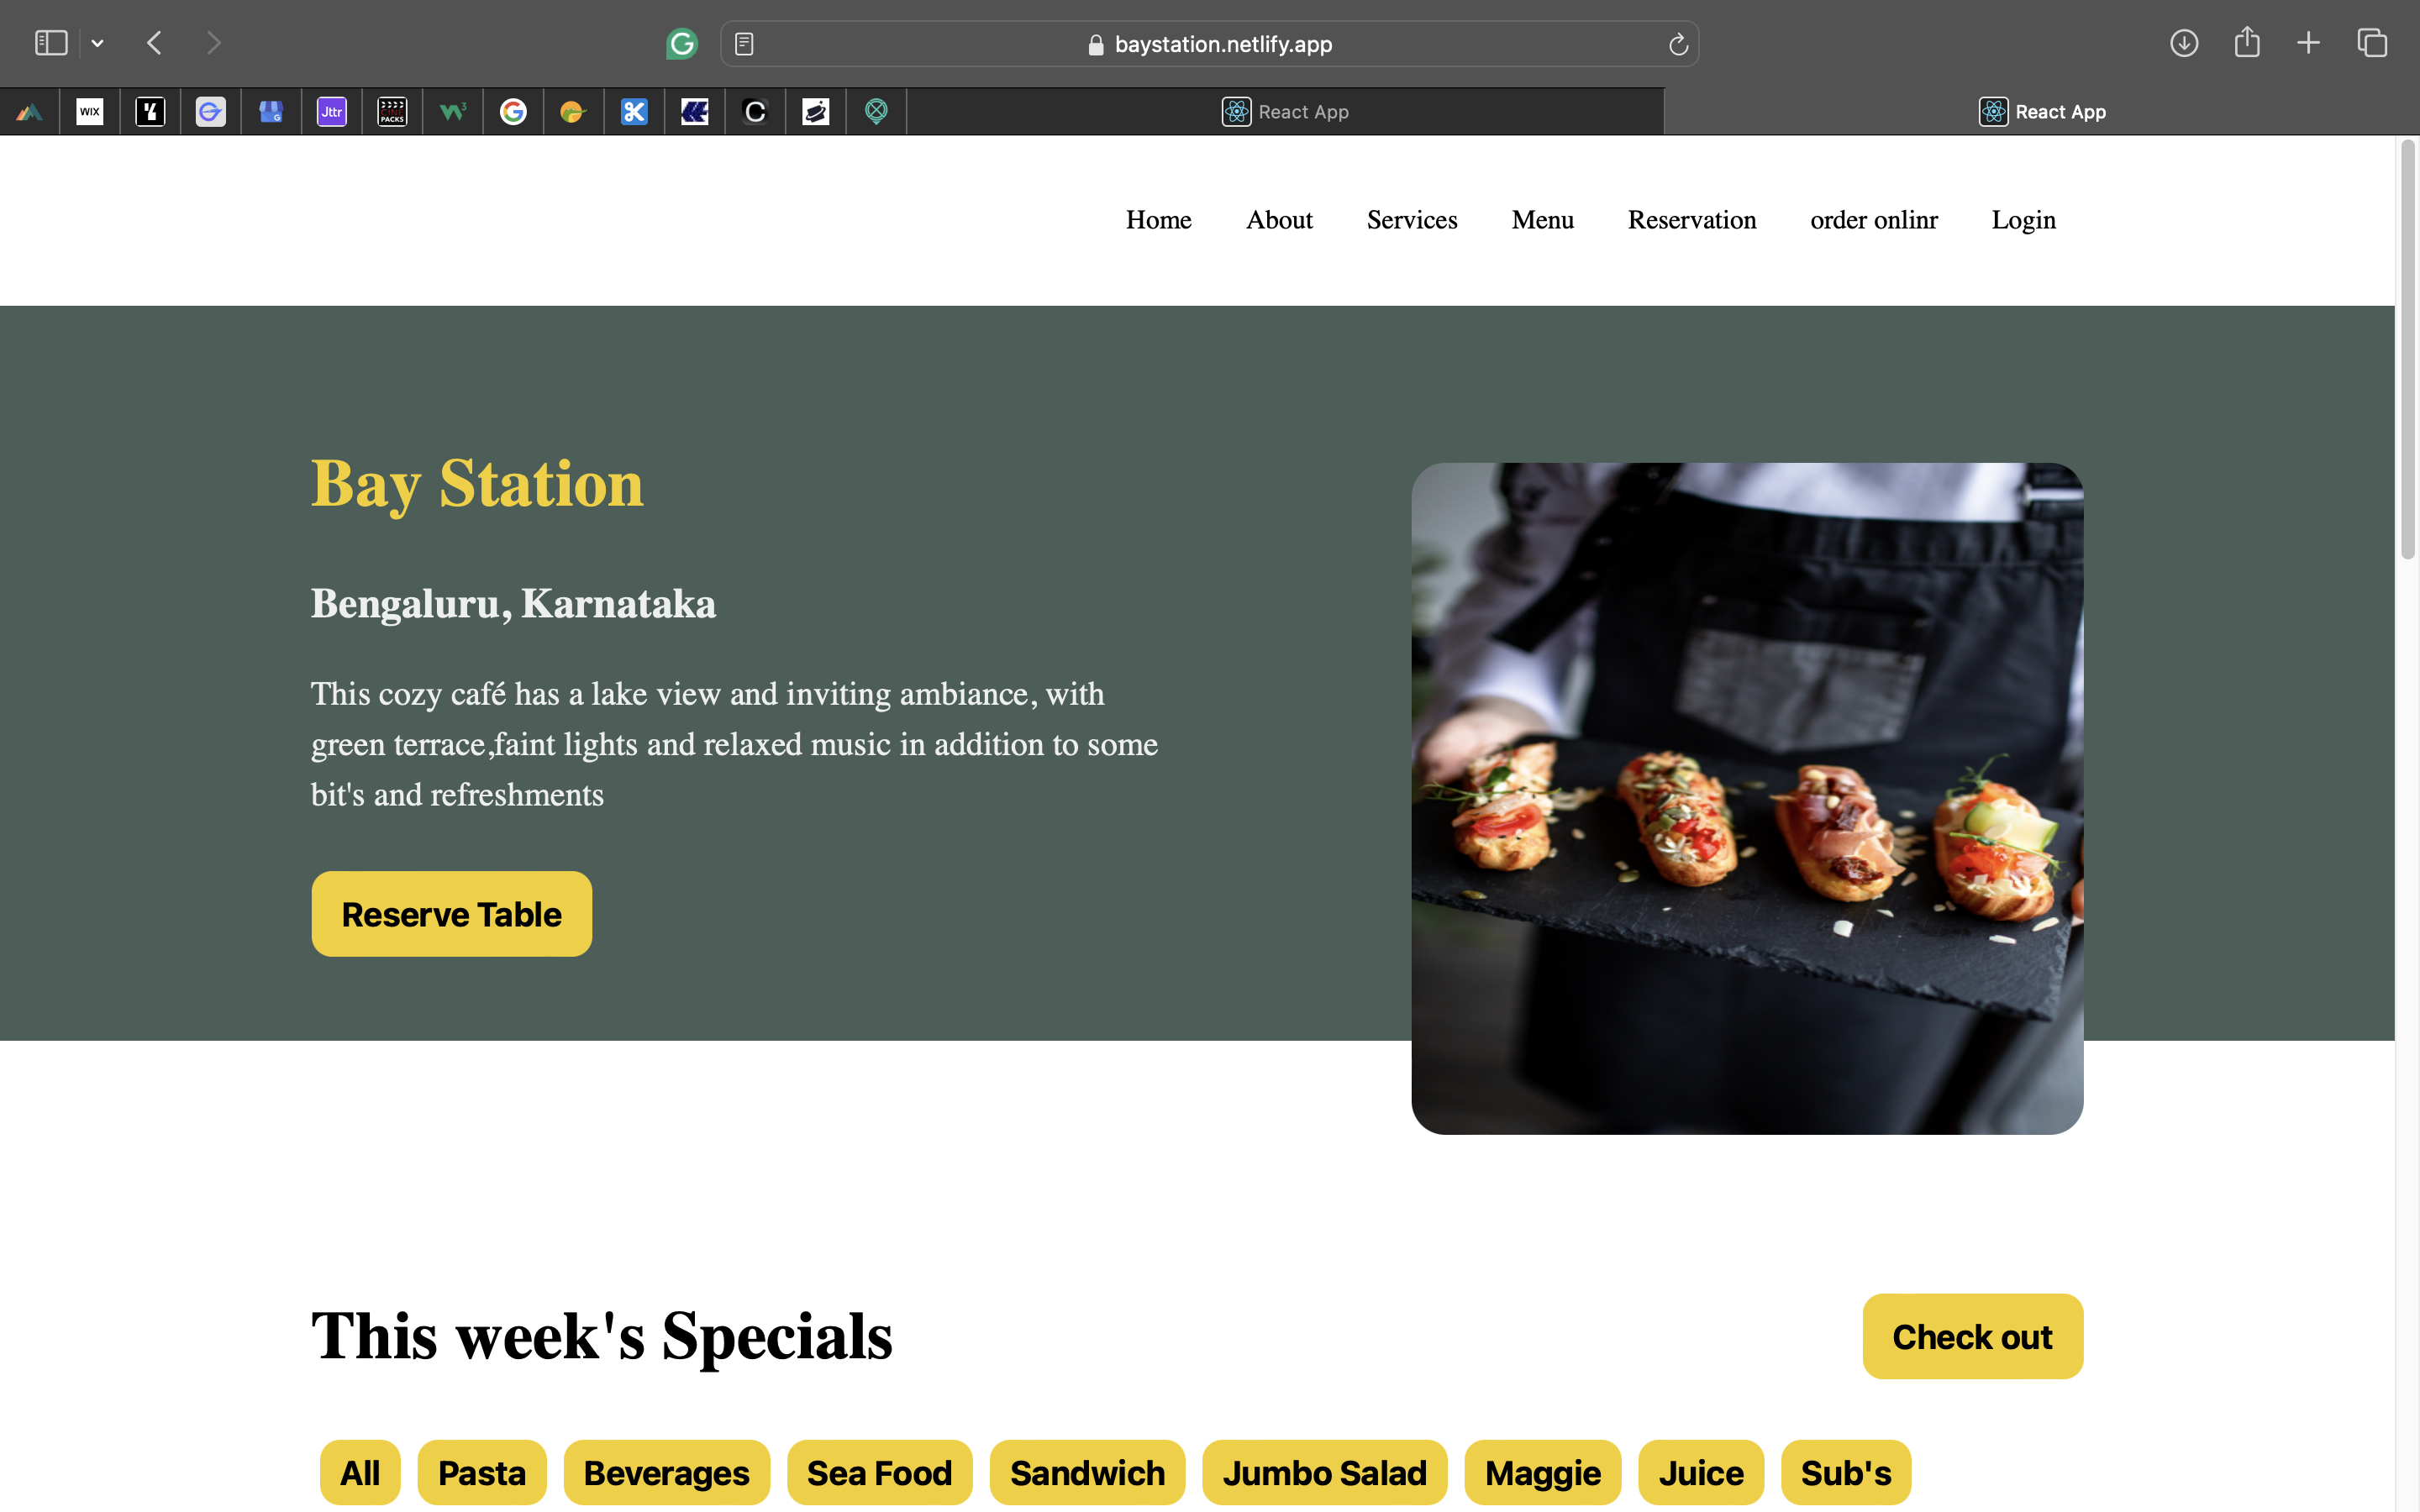 baystation.netlify.app
WIX
Jttr
CINE
PACKS
React App
React App
Home About Services Menu Reservation order onlinr Login
Bay Station
Bengaluru, Karnataka
This cozy café has a lake view and inviting ambiance, with
green terrace,faint lights and relaxed music in addition to some
bit's and refreshments
Reserve Table
This week's Specials
Check out
All Pasta Beverages Sea Food Sandwich Jumbo Salad Maggie Juice Sub's